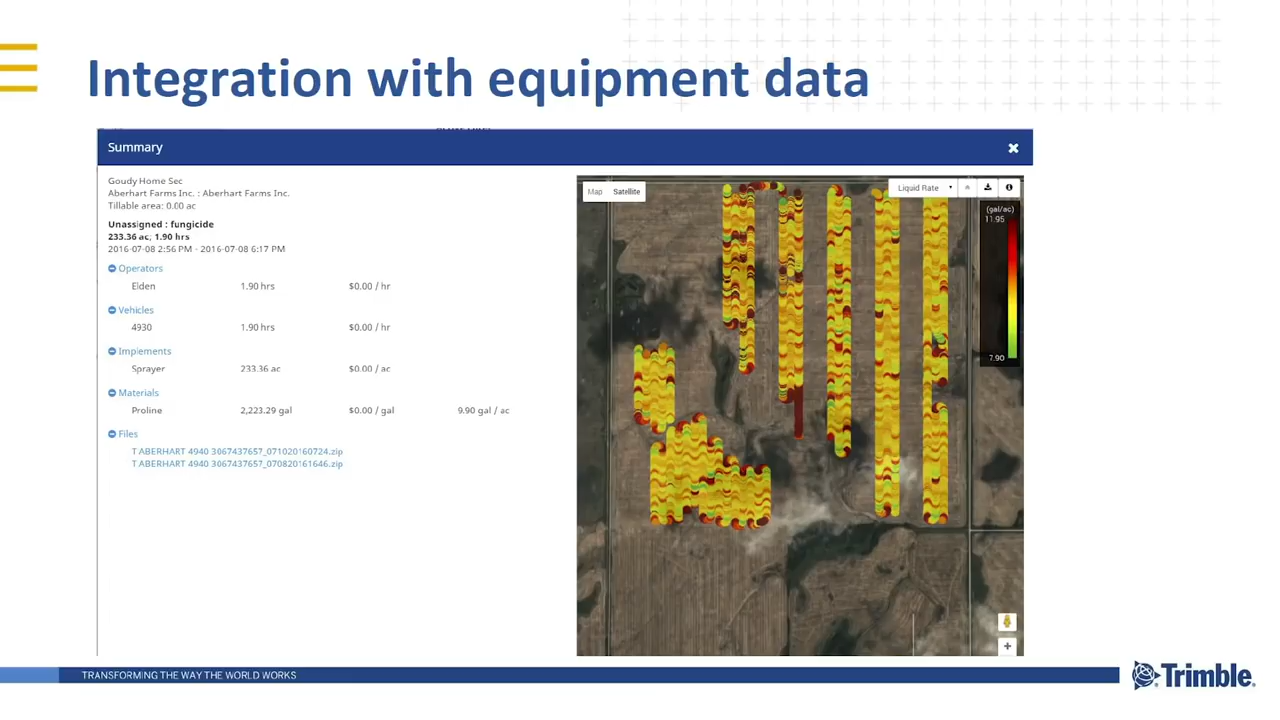 Integration with equipment data
Summary
Goudy Home Sec
Aberhart Farms Inc. : Aberhart Farms Inc.
Tillable area: 0.00 ac
Unassigned : fungicide
233.36 ac; 1.90 hrs
2016-07-08 2:56 PM - 2016-07-08 6:17 PM
Operators
Elden 1.90 hrs $0.00 / hr
Vehicles
4930 1.90 hrs $0.00 / hr
Implements
Sprayer 233.36 ac $0.00 / ac
Materials
Proline 2,223.29 gal $0.00 / gal 9.90 gal / ac
Files
T ABERHART 4940 3067437657_071020160724.zip
T ABERHART 4940 3067437657_070820161646.zip
Map Satellite
Liquid Rate
(gal/ac)
11.95
7.90
TRANSFORMING THE WAY THE WORLD WORKS
Trimble